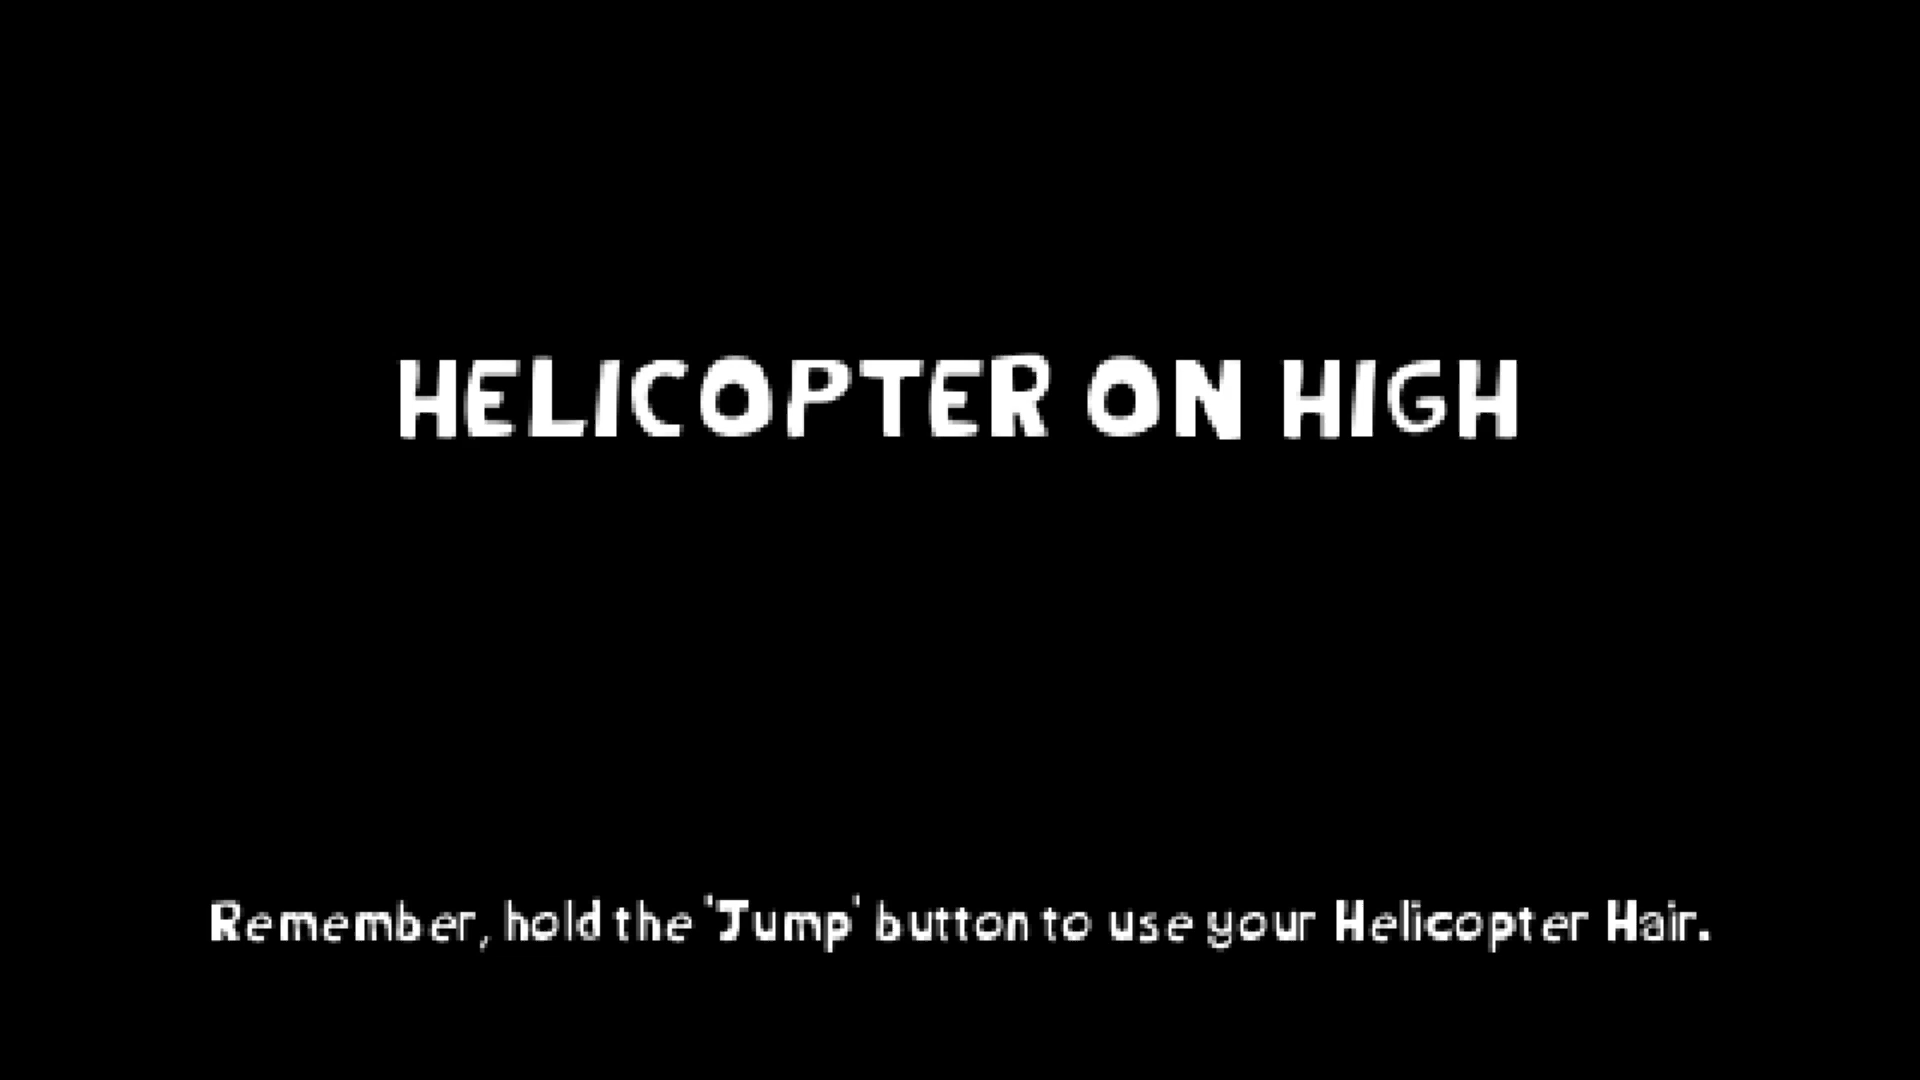 HELICOPTER ON HIGH
Remember, hold the 'Jump' button to use your Helicopter Hair.